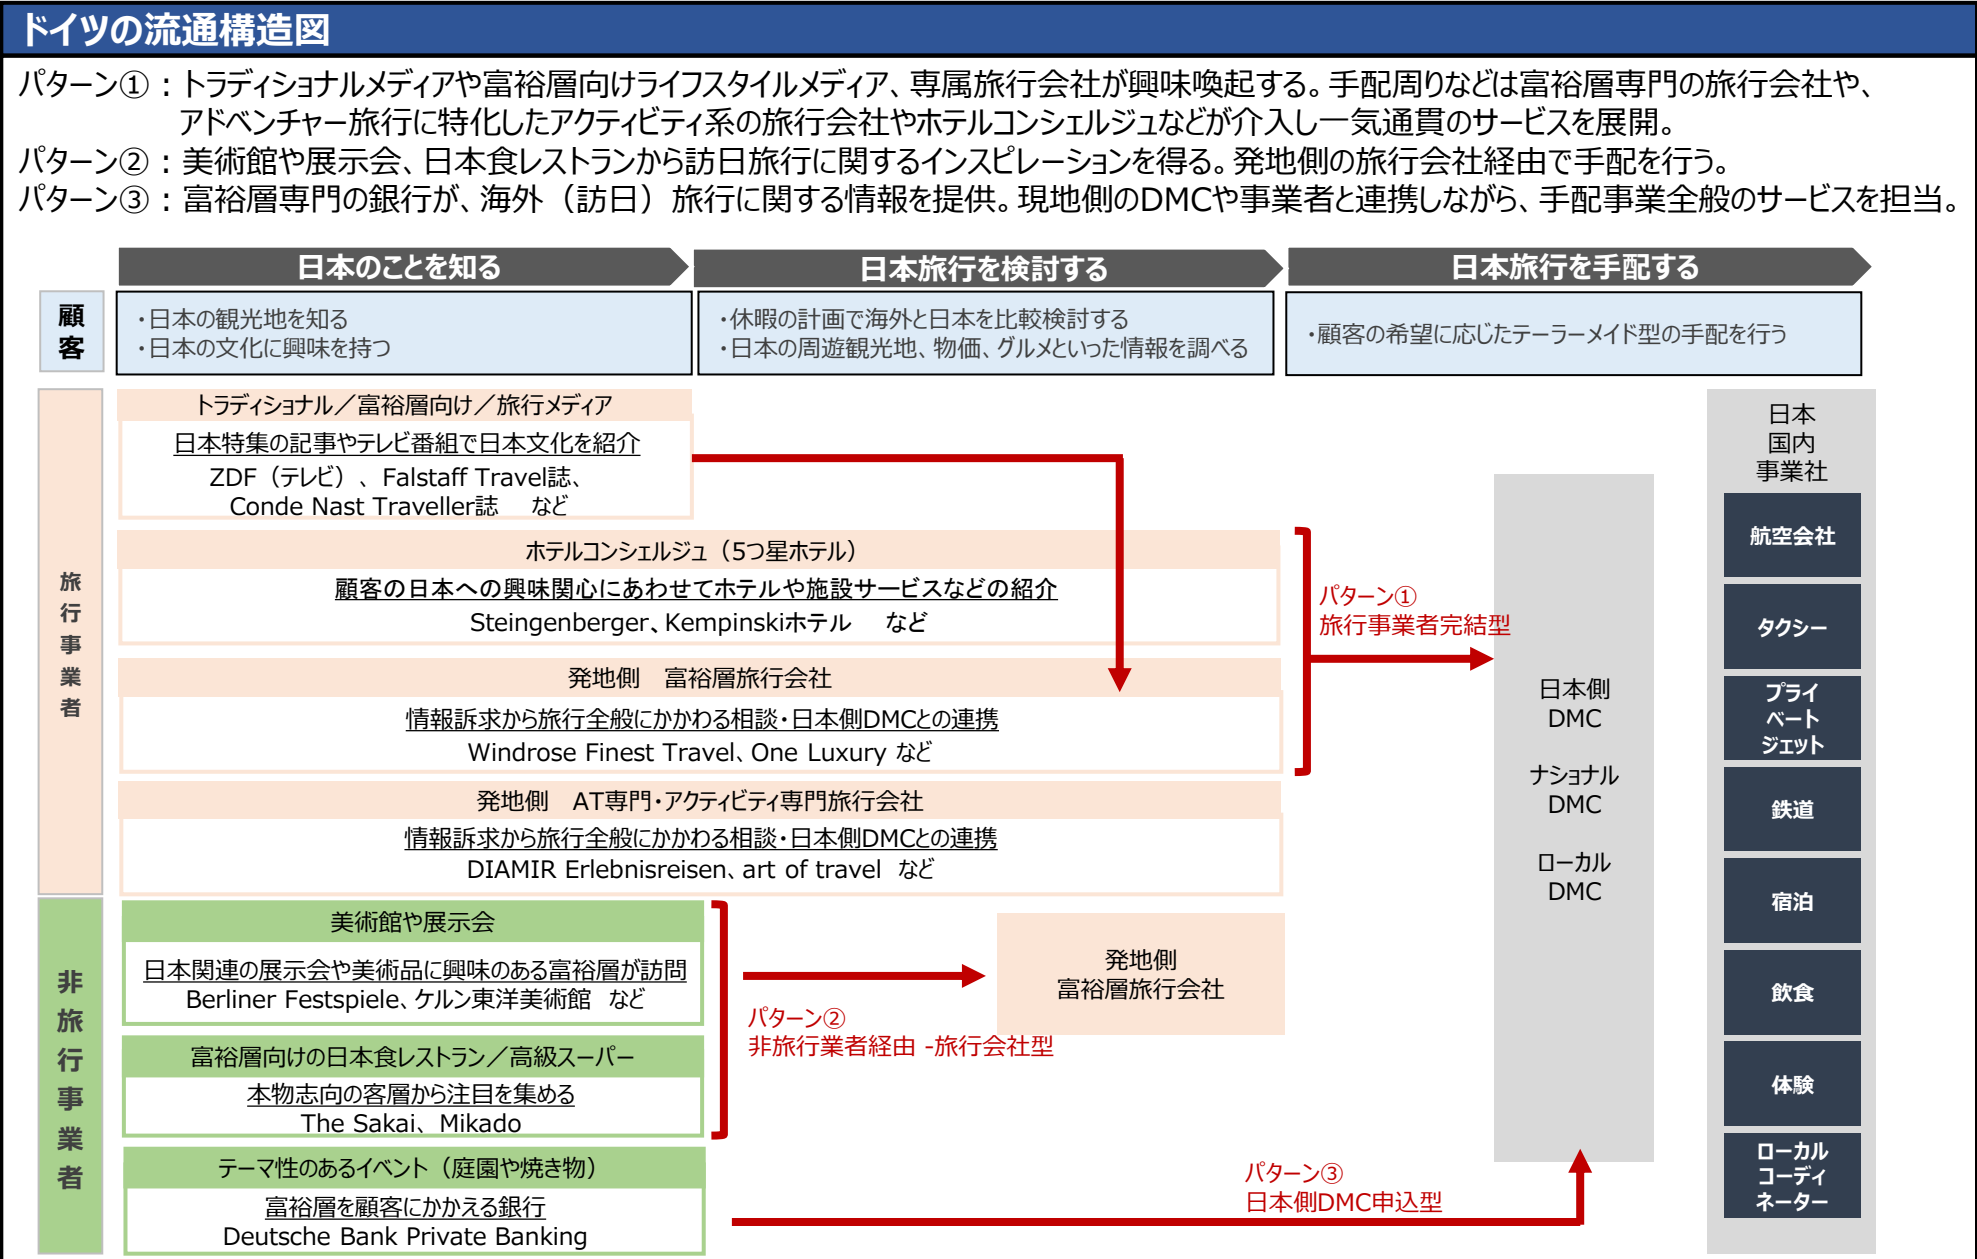 ドイツの流通構造図
パターン①：トラディショナルメディアや富裕層向けライフスタイルメディア、専属旅行会社が興味喚起する。手配周りなどは富裕層専門の旅行会社や、
アドベンチャー旅行に特化したアクティビティ系の旅行会社やホテルコンシェルジュなどが介入し一気通貫のサービスを展開。
パターン②：美術館や展示会、日本食レストランから訪日旅行に関するインスピレーションを得る。発地側の旅行会社経由で手配を行う。
パターン③：富裕層専門の銀行が、海外（訪日）旅行に関する情報を提供。現地側のDMCや事業者と連携しながら、手配事業全般のサービスを担当。
日本のことを知る
日本旅行を検討する
日本旅行を手配する
顧
客
・日本の観光地を知る
・日本の文化に興味を持つ
・休暇の計画で海外と日本を比較検討する
・日本の周遊観光地、物価、グルメといった情報を調べる
・顧客の希望に応じたテーラーメイド型の手配を行う
旅
行
事
業
者
トラディショナル／富裕層向け／旅行メディア
日本特集の記事やテレビ番組で日本文化を紹介
ZDF（テレビ）、Falstaff Travel誌、
Conde Nast Traveller誌　など
ホテルコンシェルジュ（5つ星ホテル）
顧客の日本への興味関心にあわせてホテルや施設サービスなどの紹介
Steingenberger、Kempinskiホテル　など
発地側　富裕層旅行会社
情報訴求から旅行全般にかかわる相談・日本側DMCとの連携
Windrose Finest Travel、One Luxury など
発地側　AT専門・アクティビティ専門旅行会社
情報訴求から旅行全般にかかわる相談・日本側DMCとの連携
DIAMIR Erlebnisreisen、art of travel など
パターン①
旅行事業者完結型
非
旅
行
事
業
者
美術館や展示会
日本関連の展示会や美術品に興味のある富裕層が訪問
Berliner Festspiele、ケルン東洋美術館 など
富裕層向けの日本食レストラン／高級スーパー
本物志向の客層から注目を集める
The Sakai、Mikado
テーマ性のあるイベント（庭園や焼き物）
富裕層を顧客にかかえる銀行
Deutsche Bank Private Banking
パターン②
非旅行業者経由 -旅行会社型
発地側
富裕層旅行会社
パターン③
日本側DMC申込型
日本側
DMC
ナショナル
DMC
ローカル
DMC
日本
国内
事業社
航空会社
タクシー
プライ
ベート
ジェット
鉄道
宿泊
飲食
体験
ローカル
コーディ
ネーター